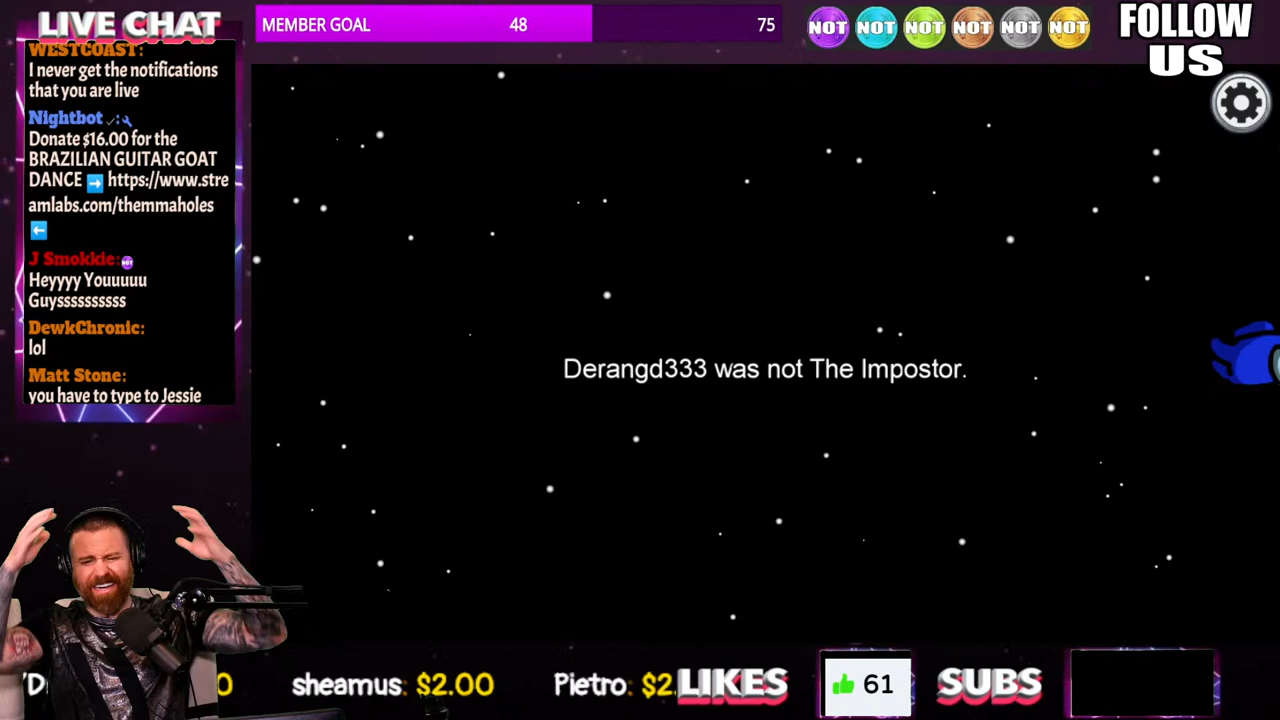 LIVE CHAT
WESTCOAST:
I never get the notifications
that you are live
Nightbot
Donate $16.00 for the
BRAZILIAN GUITAR GOAT
DANCE ➡ https://www.stre
amlabs.com/themmaholes
⬅
J Smokkie:
Heyyyy Youuuuu
Guysssssssss
DewkChronic:
lol
Matt Stone:
you have to type to Jessie
MEMBER GOAL 48 75
NOT NOT NOT NOT NOT NOT
FOLLOW
US
Derangd333 was not The Impostor.
sheamus: $2.00 Pietro: $2.
LIKES 61 SUBS